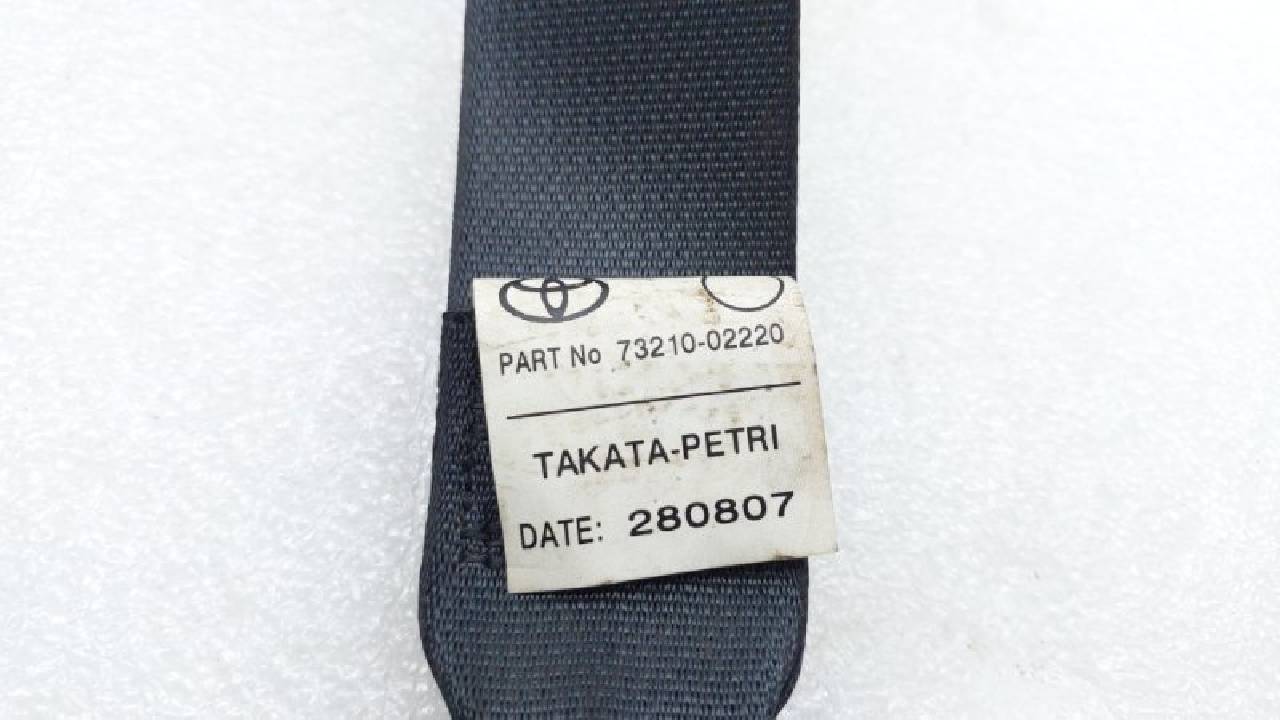 PART No 73210-02220
TAKATA-PETRI
DATE: 280807